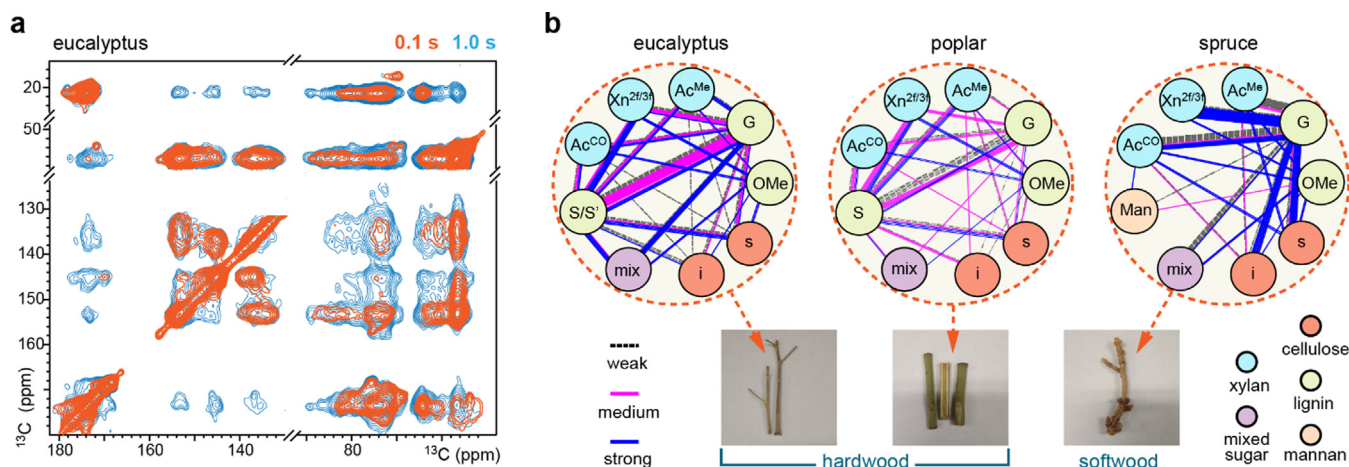 a
eucalyptus
0.1 s 1.0 s
20
50
130
140
150
160
170
180 160 140
80
13C (ppm)
13C (ppm)
b
eucalyptus
AcMe
Xn2f/3f
G
AcCO
OMe
S/S'
s
mix
i
poplar
AcMe
Xn2f/3f
G
AcCO
OMe
S
s
mix
i
spruce
AcMe
Xn2f/3f
G
AcCO
OMe
Man
s
mix
i
weak
medium
strong
hardwood
softwood
xylan
mixed
sugar
cellulose
lignin
mannan